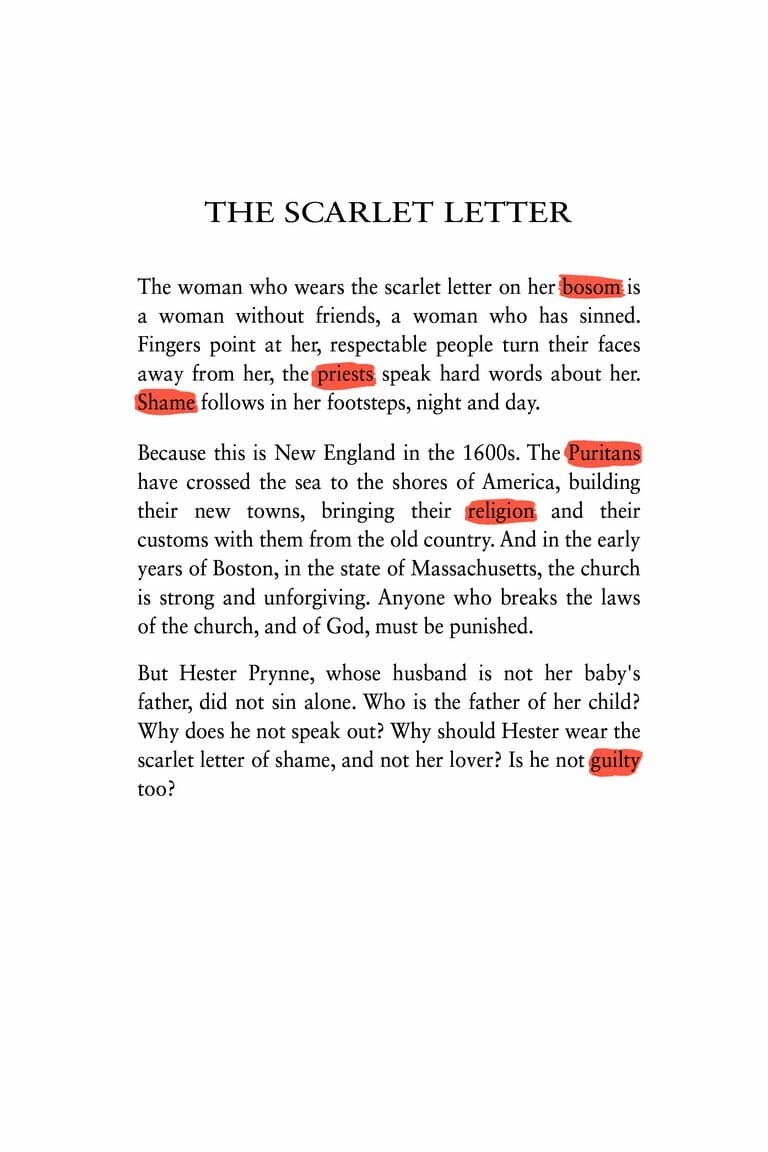 THE SCARLET LETTER
The woman who wears the scarlet letter on her bosom is
a woman without friends, a woman who has sinned.
Fingers point at her, respectable people turn their faces
away from her, the priests speak hard words about her.
Shame follows in her footsteps, night and day.
Because this is New England in the 1600s. The Puritans
have crossed the sea to the shores of America, building
their new towns, bringing their religion and their
customs with them from the old country. And in the early
years of Boston, in the state of Massachusetts, the church
is strong and unforgiving. Anyone who breaks the laws
of the church, and of God, must be punished.
But Hester Prynne, whose husband is not her baby's
father, did not sin alone. Who is the father of her child?
Why does he not speak out? Why should Hester wear the
scarlet letter of shame, and not her lover? Is he not guilty
too?